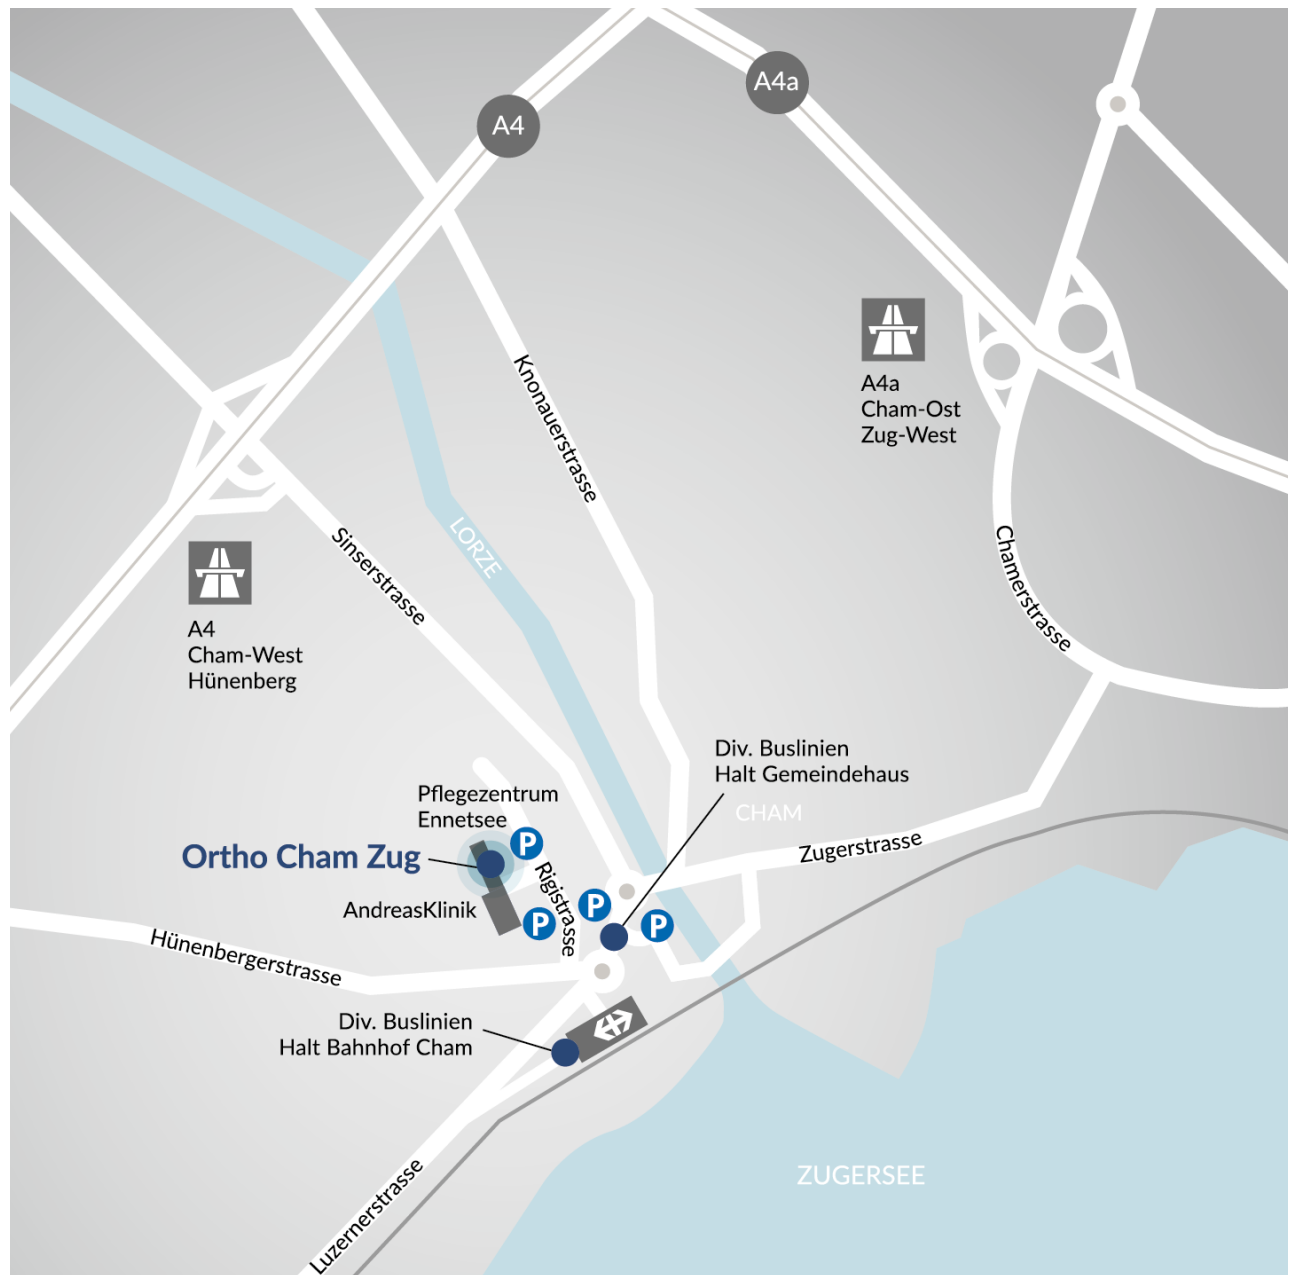 A4a
A4
A4a
Cham-Ost
Zug-West
Knonauerstrasse
LORZE
Sinserstrasse
Chamerstrasse
A4
Cham-West
Hünenberg
Div. Buslinien
Halt Gemeindehaus
CHAM
Pflegezentrum
Ennetsee
P
Ortho Cham Zug
Zugerstrasse
Rigistrasse
AndreasKlinik
P
P
P
Hünenbergerstrasse
Div. Buslinien
Halt Bahnhof Cham
ZUGERSEE
Luzernerstrasse